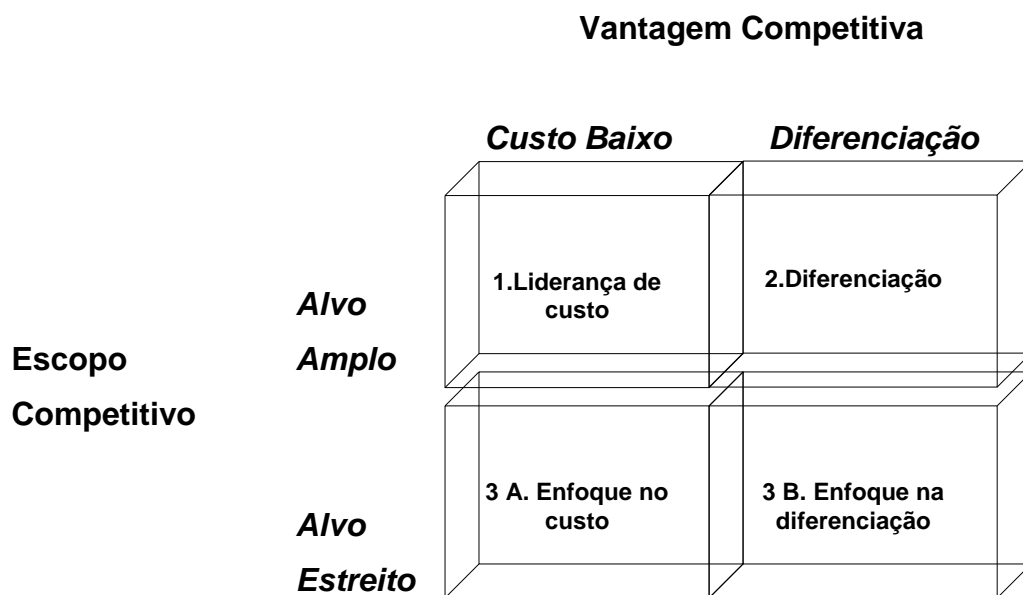 Vantagem Competitiva
Custo Baixo
Diferenciação
1.Liderança de
custo
2.Diferenciação
Alvo
Amplo
Escopo
Competitivo
3 A. Enfoque no
custo
3 B. Enfoque na
diferenciação
Alvo
Estreito